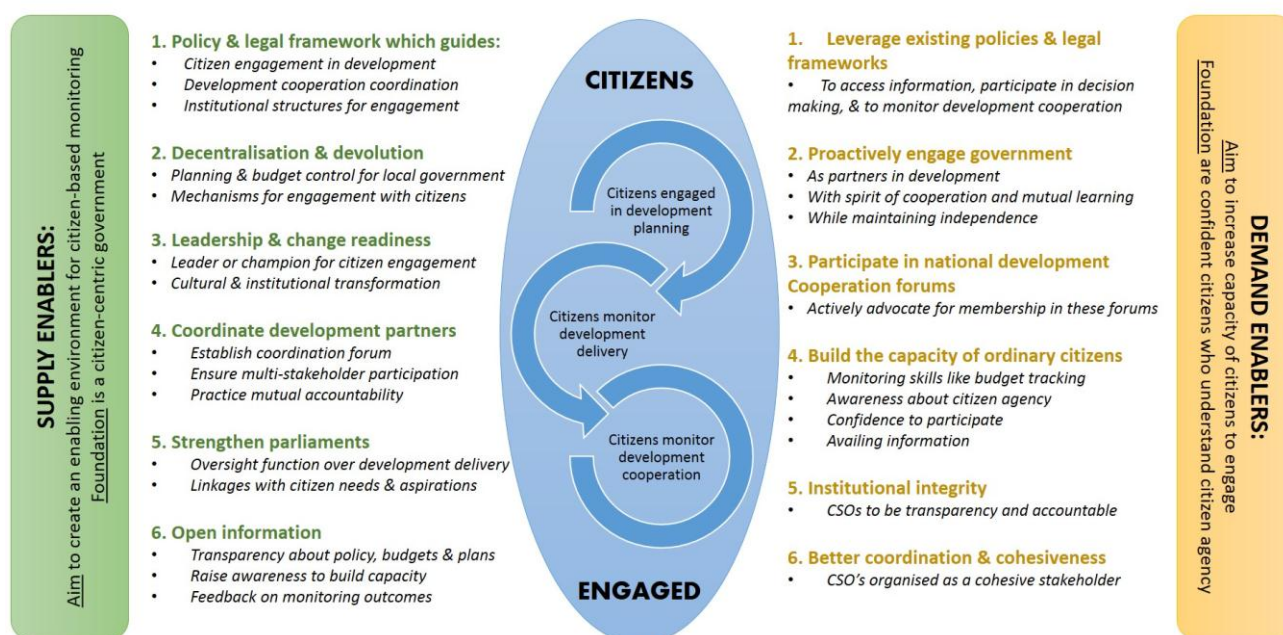 SUPPLY ENABLERS:
Aim to create an enabling environment for citizen-based monitoring
Foundation is a citizen-centric government
1. Policy & legal framework which guides:
• Citizen engagement in development
• Development cooperation coordination
• Institutional structures for engagement
2. Decentralisation & devolution
• Planning & budget control for local government
• Mechanisms for engagement with citizens
3. Leadership & change readiness
• Leader or champion for citizen engagement
• Cultural & institutional transformation
4. Coordinate development partners
• Establish coordination forum
• Ensure multi-stakeholder participation
• Practice mutual accountability
5. Strengthen parliaments
• Oversight function over development delivery
• Linkages with citizen needs & aspirations
6. Open information
• Transparency about policy, budgets & plans
• Raise awareness to build capacity
• Feedback on monitoring outcomes
CITIZENS
Citizens engaged
in development
planning
Citizens monitor
development
delivery
Citizens monitor
development
cooperation
ENGAGED
1. Leverage existing policies & legal
frameworks
• To access information, participate in decision
making, & to monitor development cooperation
2. Proactively engage government
• As partners in development
• With spirit of cooperation and mutual learning
• While maintaining independence
3. Participate in national development
Cooperation forums
• Actively advocate for membership in these forums
4. Build the capacity of ordinary citizens
• Monitoring skills like budget tracking
• Awareness about citizen agency
• Confidence to participate
• Availing information
5. Institutional integrity
• CSOs to be transparency and accountable
6. Better coordination & cohesiveness
• CSO's organised as a cohesive stakeholder
DEMAND ENABLERS:
Aim to increase capacity of citizens to engage
Foundation are confident citizens who understand citizen agency